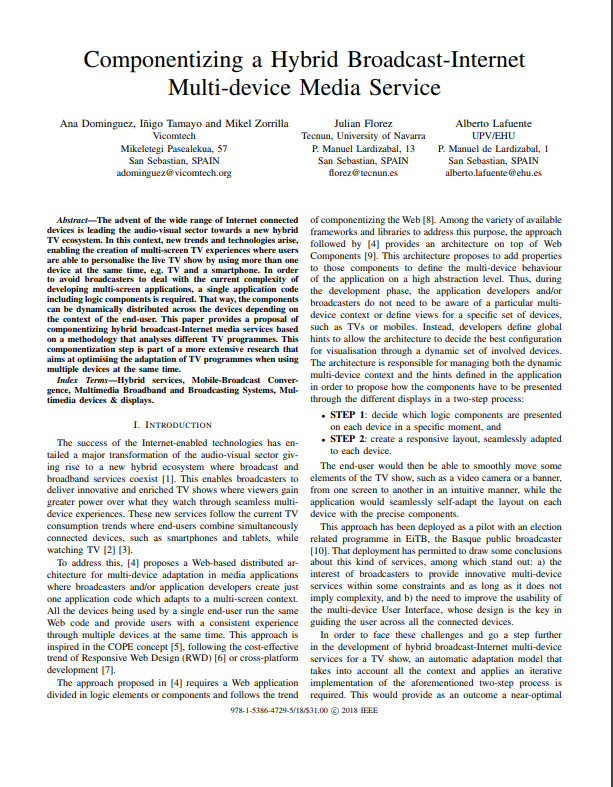 Componentizing a Hybrid Broadcast-Internet
Multi-device Media Service
Ana Dominguez, Iñigo Tamayo and Mikel Zorrilla
Vicomtech
Mikeletegi Pasealekua, 57
San Sebastian, SPAIN
adominguez@vicomtech.org
Julian Florez
Tecnun, University of Navarra
P. Manuel Lardizabal, 13
San Sebastian, SPAIN
florez@tecnun.es
Alberto Lafuente
UPV/EHU
P. Manuel de Lardizabal, 1
San Sebastian, SPAIN
alberto.lafuente@ehu.es
Abstract—The advent of the wide range of Internet connected
devices is leading the audio-visual sector towards a new hybrid
TV ecosystem. In this context, new trends and technologies arise,
enabling the creation of multi-screen TV experiences where users
are able to personalise the live TV show by using more than one
device at the same time, e.g. TV and a smartphone. In order
to avoid broadcasters to deal with the current complexity of
developing multi-screen applications, a single application code
including logic components is required. That way, the components
can be dynamically distributed across the devices depending on
the context of the end-user. This paper provides a proposal of
componentizing hybrid broadcast-Internet media services based
on a methodology that analyses different TV programmes. This
componentization step is part of a more extensive research that
aims at optimising the adaptation of TV programmes when using
multiple devices at the same time.
Index Terms—Hybrid services, Mobile-Broadcast Conver-
gence, Multimedia Broadband and Broadcasting Systems, Mul-
timedia devices & displays.
I. INTRODUCTION
The success of the Internet-enabled technologies has en-
tailed a major transformation of the audio-visual sector giv-
ing rise to a new hybrid ecosystem where broadcast and
broadband services coexist [1]. This enables broadcasters to
deliver innovative and enriched TV shows where viewers gain
greater power over what they watch through seamless multi-
device experiences. These new services follow the current TV
consumption trends where end-users combine simultaneously
connected devices, such as smartphones and tablets, while
watching TV [2] [3].
To address this, [4] proposes a Web-based distributed ar-
chitecture for multi-device adaptation in media applications
where broadcasters and/or application developers create just
one application code which adapts to a multi-screen context.
All the devices being used by a single end-user run the same
Web code and provide users with a consistent experience
through multiple devices at the same time. This approach is
inspired in the COPE concept [5], following the cost-effective
trend of Responsive Web Design (RWD) [6] or cross-platform
development [7].
The approach proposed in [4] requires a Web application
divided in logic elements or components and follows the trend
of componentizing the Web [8]. Among the variety of available
frameworks and libraries to address this purpose, the approach
followed by [4] provides an architecture on top of Web
Components [9]. This architecture proposes to add properties
to those components to define the multi-device behaviour
of the application on a high abstraction level. Thus, during
the development phase, the application developers and/or
broadcasters do not need to be aware of a particular multi-
device context or define views for a specific set of devices,
such as TVs or mobiles. Instead, developers define global
hints to allow the architecture to decide the best configuration
for visualisation through a dynamic set of involved devices.
The architecture is responsible for managing both the dynamic
multi-device context and the hints defined in the application
in order to propose how the components have to be presented
through the different displays in a two-step process:
• STEP 1: decide which logic components are presented
on each device in a specific moment, and
• STEP 2: create a responsive layout, seamlessly adapted
to each device.
The end-user would then be able to smoothly move some
elements of the TV show, such as a video camera or a banner,
from one screen to another in an intuitive manner, while the
application would seamlessly self-adapt the layout on each
device with the precise components.
This approach has been deployed as a pilot with an election
related programme in EiTB, the Basque public broadcaster
[10]. That deployment has permitted to draw some conclusions
about this kind of services, among which stand out: a) the
interest of broadcasters to provide innovative multi-device
services within some constraints and as long as it does not
imply complexity, and b) the need to improve the usability of
the multi-device User Interface, whose design is the key in
guiding the user across all the connected devices.
In order to face these challenges and go a step further
in the development of hybrid broadcast-Internet multi-device
services for a TV show, an automatic adaptation model that
takes into account all the context and applies an iterative
implementation of the aforementioned two-step process is
required. This would provide as an outcome a near-optimal
978-1-5386-4729-5/18/$31.00 © 2018 IEEE